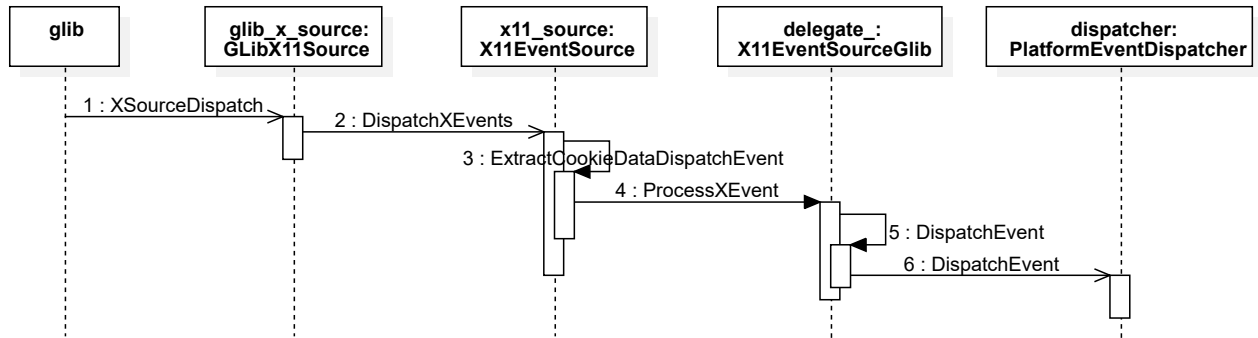 glib
glib_x_source:
GLibX11Source
x11_source:
X11EventSource
delegate_:
X11EventSourceGlib
dispatcher:
PlatformEventDispatcher
1 : XSourceDispatch
2 : DispatchXEvents
3 : ExtractCookieDataDispatchEvent
4 : ProcessXEvent
5 : DispatchEvent
6 : DispatchEvent